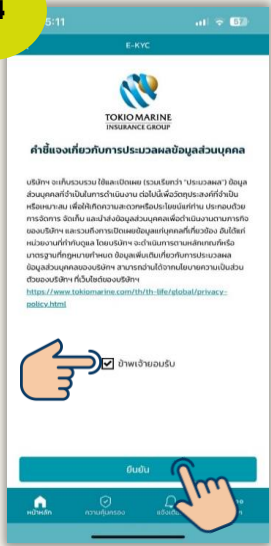 4
5:11
E-KYC
TOKIO MARINE
INSURANCE GROUP
คำชี้แจงเกี่ยวกับการประมวลผลข้อมูลส่วนบุคคล
บริษัทฯ จะเก็บรวบรวม ใช้และเปิดเผย (รวมเรียกว่า "ประมวลผล") ข้อมูล
ส่วนบุคคลที่จำเป็นในการดำเนินงาน ต่อไปนี้เพื่อวัตถุประสงค์ที่จำเป็น
หรือเหมาะสม เพื่อให้เกิดความสะดวกหรือประโยชน์แก่ท่าน ประกอบด้วย
การจัดการ จัดเก็บ และนำส่งข้อมูลส่วนบุคคลเพื่อดำเนินงานตามภารกิจ
ของบริษัทฯ และรวมถึงการเปิดเผยข้อมูลแก่บุคคลที่เกี่ยวข้อง อันได้แก่
หน่วยงานที่กำกับดูแล โดยบริษัทฯ จะดำเนินการตามหลักเกณฑ์หรือ
มาตรฐานที่กฎหมายกำหนด ข้อมูลเพิ่มเติมเกี่ยวกับการประมวลผล
ข้อมูลส่วนบุคคลของบริษัทฯ สามารถอ่านได้จากนโยบายความเป็นส่วน
ตัวของบริษัทฯ ที่เว็บไซต์ของบริษัทฯ
https://www.tokiomarine.com/th/th-life/global/privacy-
policy.html
ข้าพเจ้ายอมรับ
ยืนยัน
หน้าหลัก ความคุ้มครอง